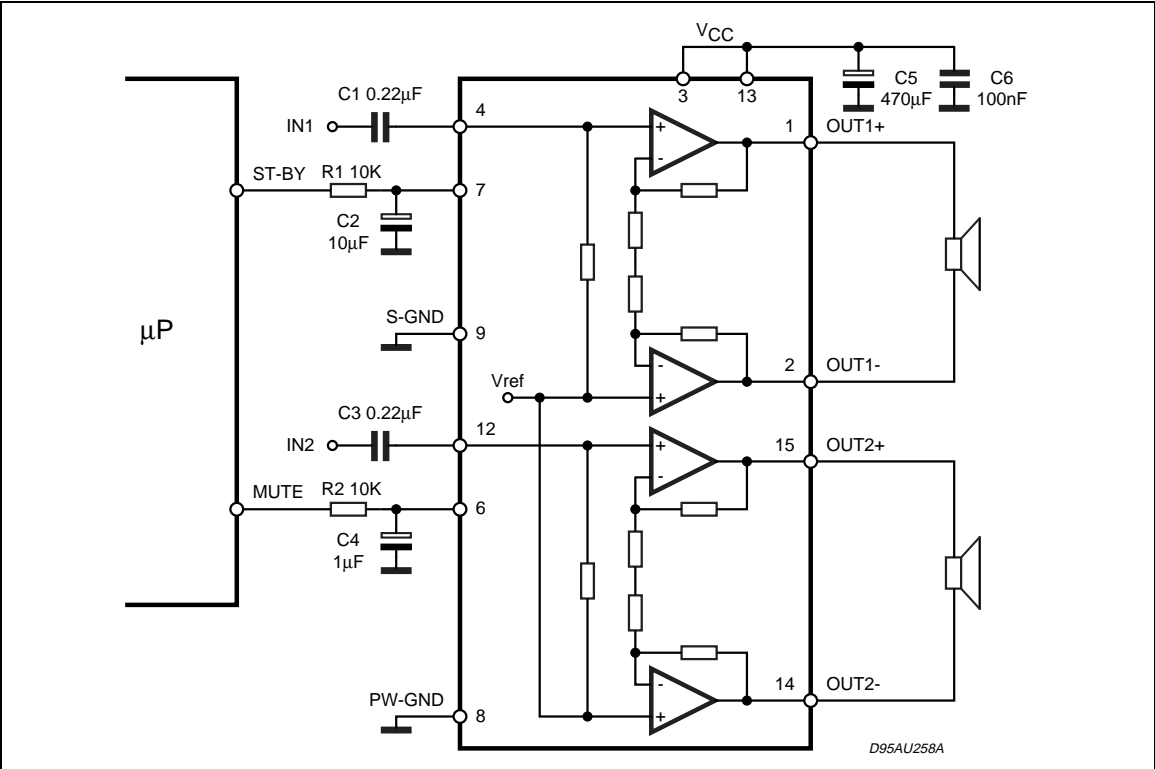 VCC
3
13
C5
470µF
C6
100nF
C1 0.22µF
IN1
4
1
OUT1+
+
-
ST-BY
R1 10K
7
C2
10µF
µP
S-GND
9
-
+
2
OUT1-
Vref
C3 0.22µF
IN2
12
+
-
15
OUT2+
MUTE
R2 10K
6
C4
1µF
PW-GND
8
-
+
14
OUT2-
D95AU258A